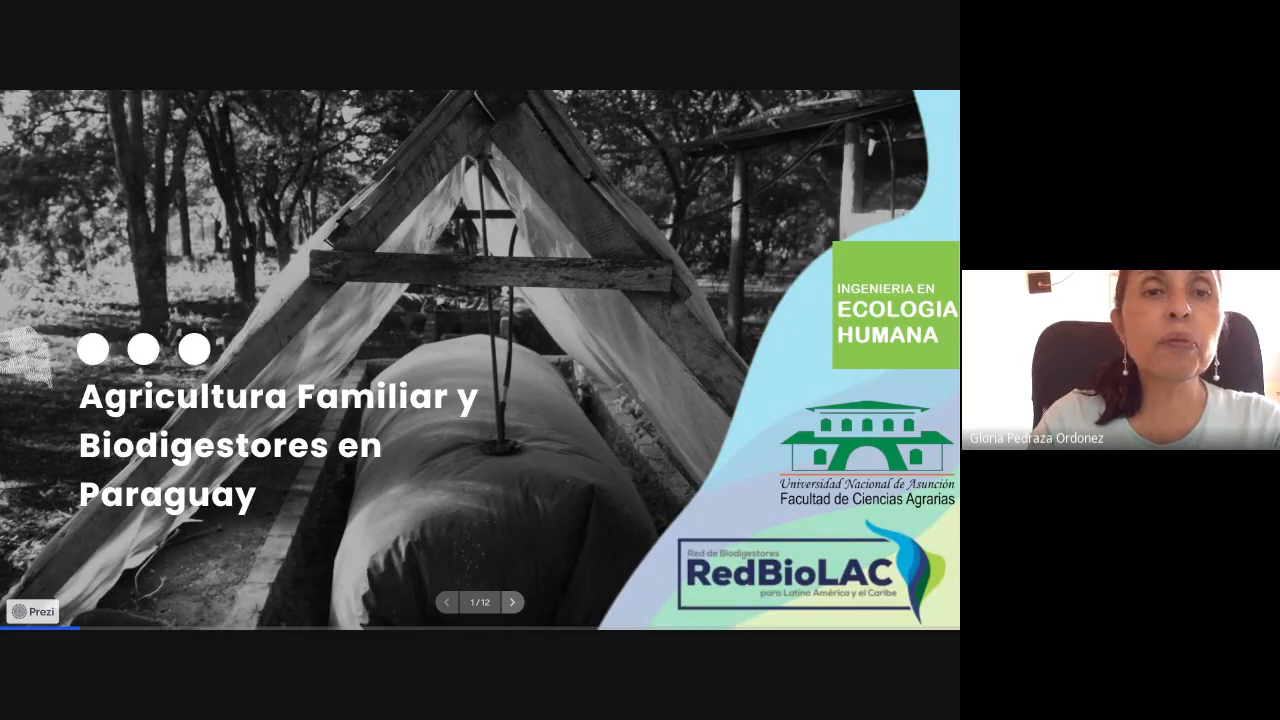 Agricultura Familiar y
Biodigestores en
Paraguay
INGENIERIA EN
ECOLOGIA
HUMANA
Universidad Nacional de Asunción
Facultad de Ciencias Agrarias
Red de Biodigestores
RedBioLAC
para Latino América y el Caribe
Prezi
1/12
Gloria Pedraza Ordonez